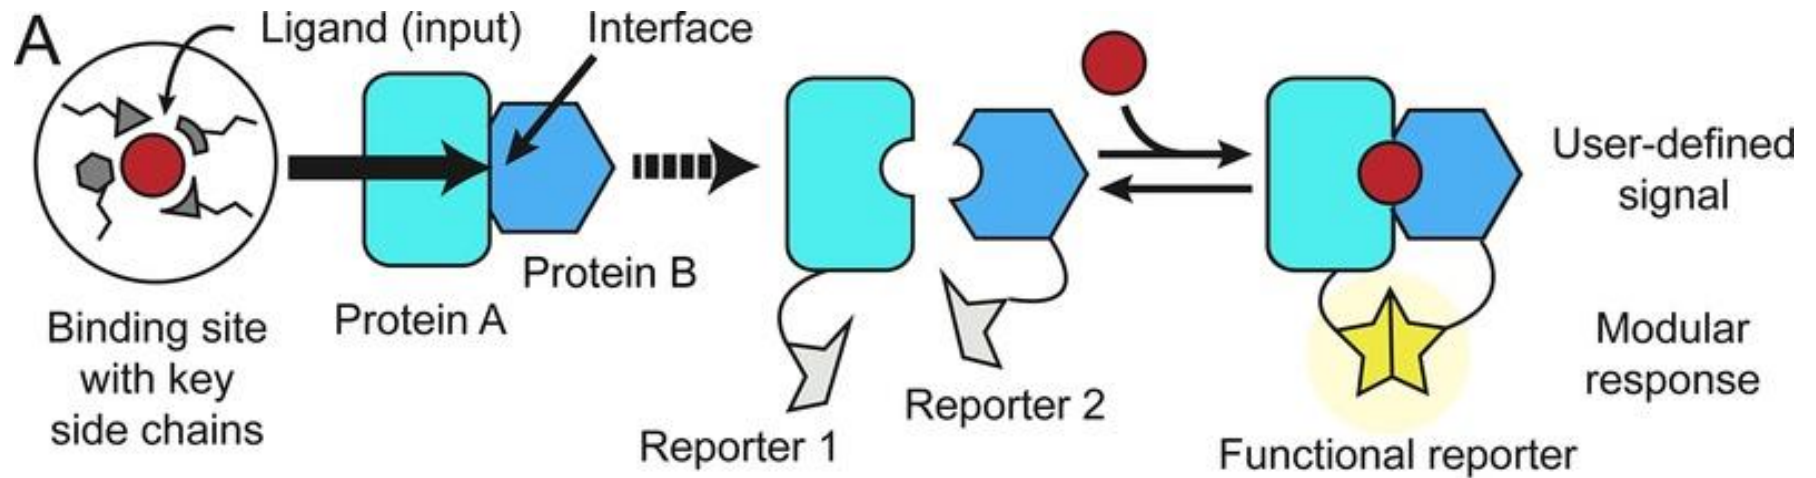 A
Ligand (input)
Interface
Binding site
with key
side chains
Protein A
Protein B
Reporter 1
Reporter 2
User-defined
signal
Modular
response
Functional reporter